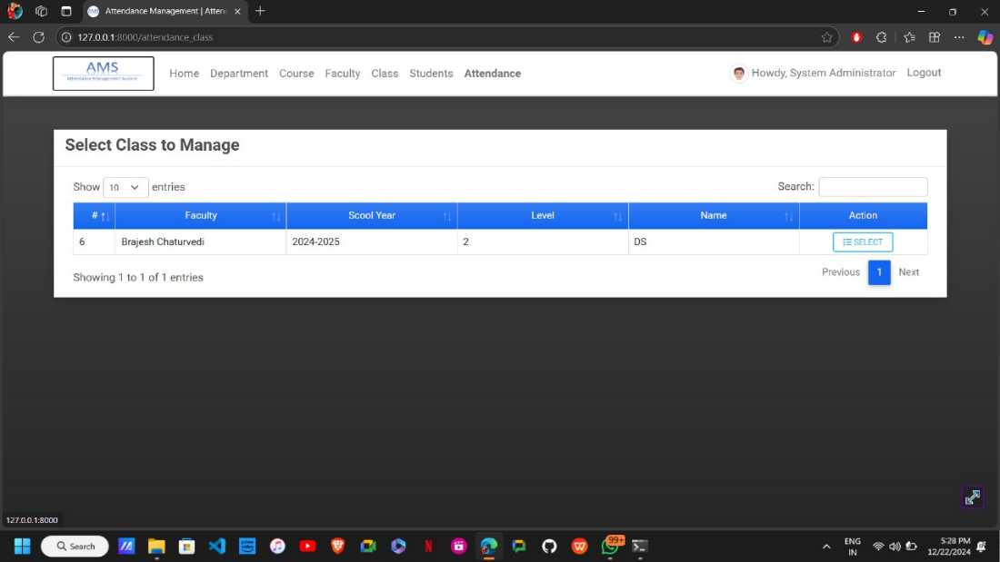 Attendance Management | Atten
127.0.0.1:8000/attendance_class
AMS
Attendance Management System
Home Department Course Faculty Class Students Attendance
Howdy, System Administrator Logout
Select Class to Manage
Show 10 entries
Search:
# Faculty Scool Year Level Name Action
6 Brajesh Chaturvedi 2024-2025 2 DS SELECT
Showing 1 to 1 of 1 entries
Previous 1 Next
127.0.0.1:8000
Search
99+
ENG
IN
5:28 PM
12/22/2024